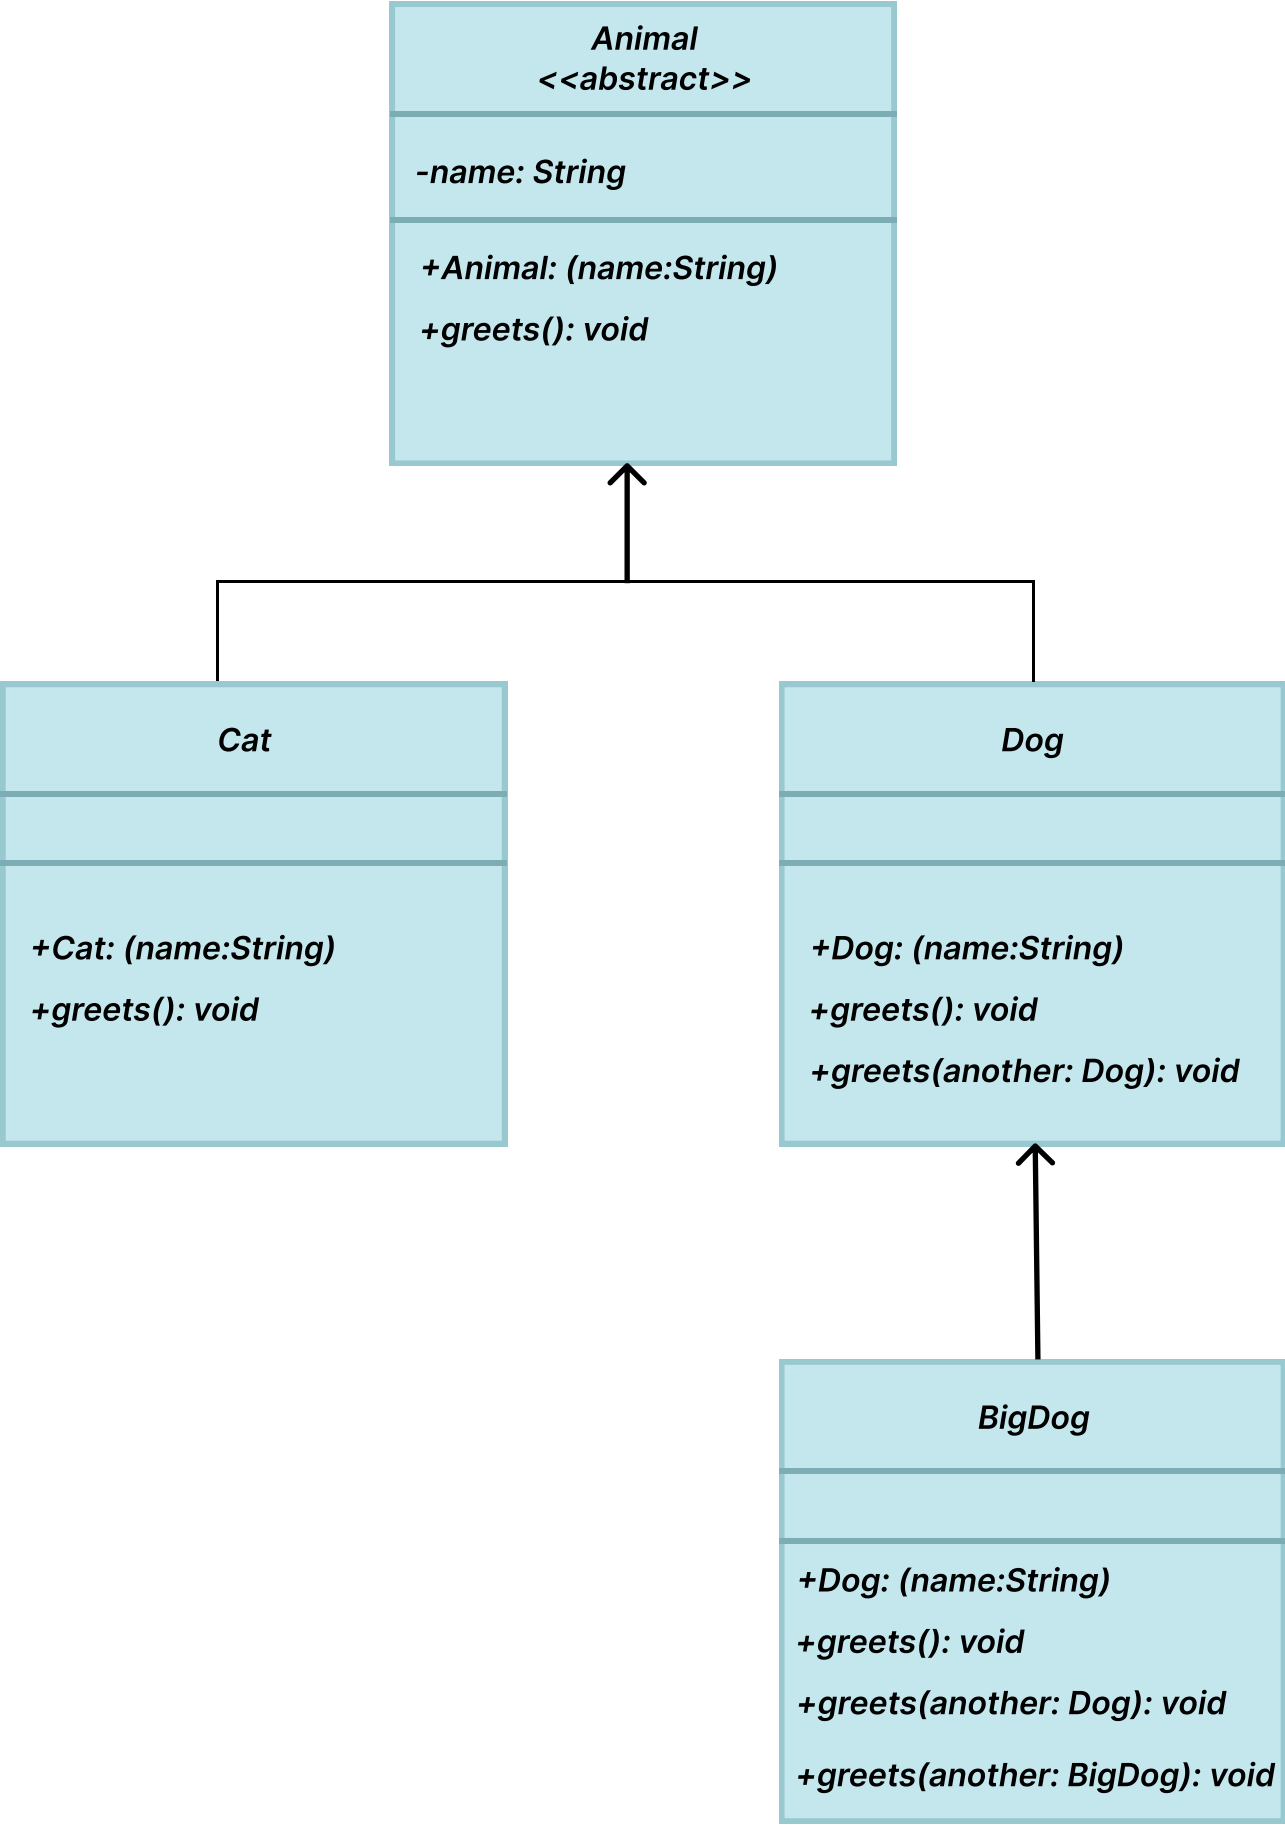 Animal
<<abstract>>
-name: String
+Animal: (name:String)
+greets(): void
Cat
+Cat: (name:String)
+greets(): void
Dog
+Dog: (name:String)
+greets(): void
+greets(another: Dog): void
BigDog
+Dog: (name:String)
+greets(): void
+greets(another: Dog): void
+greets(another: BigDog): void